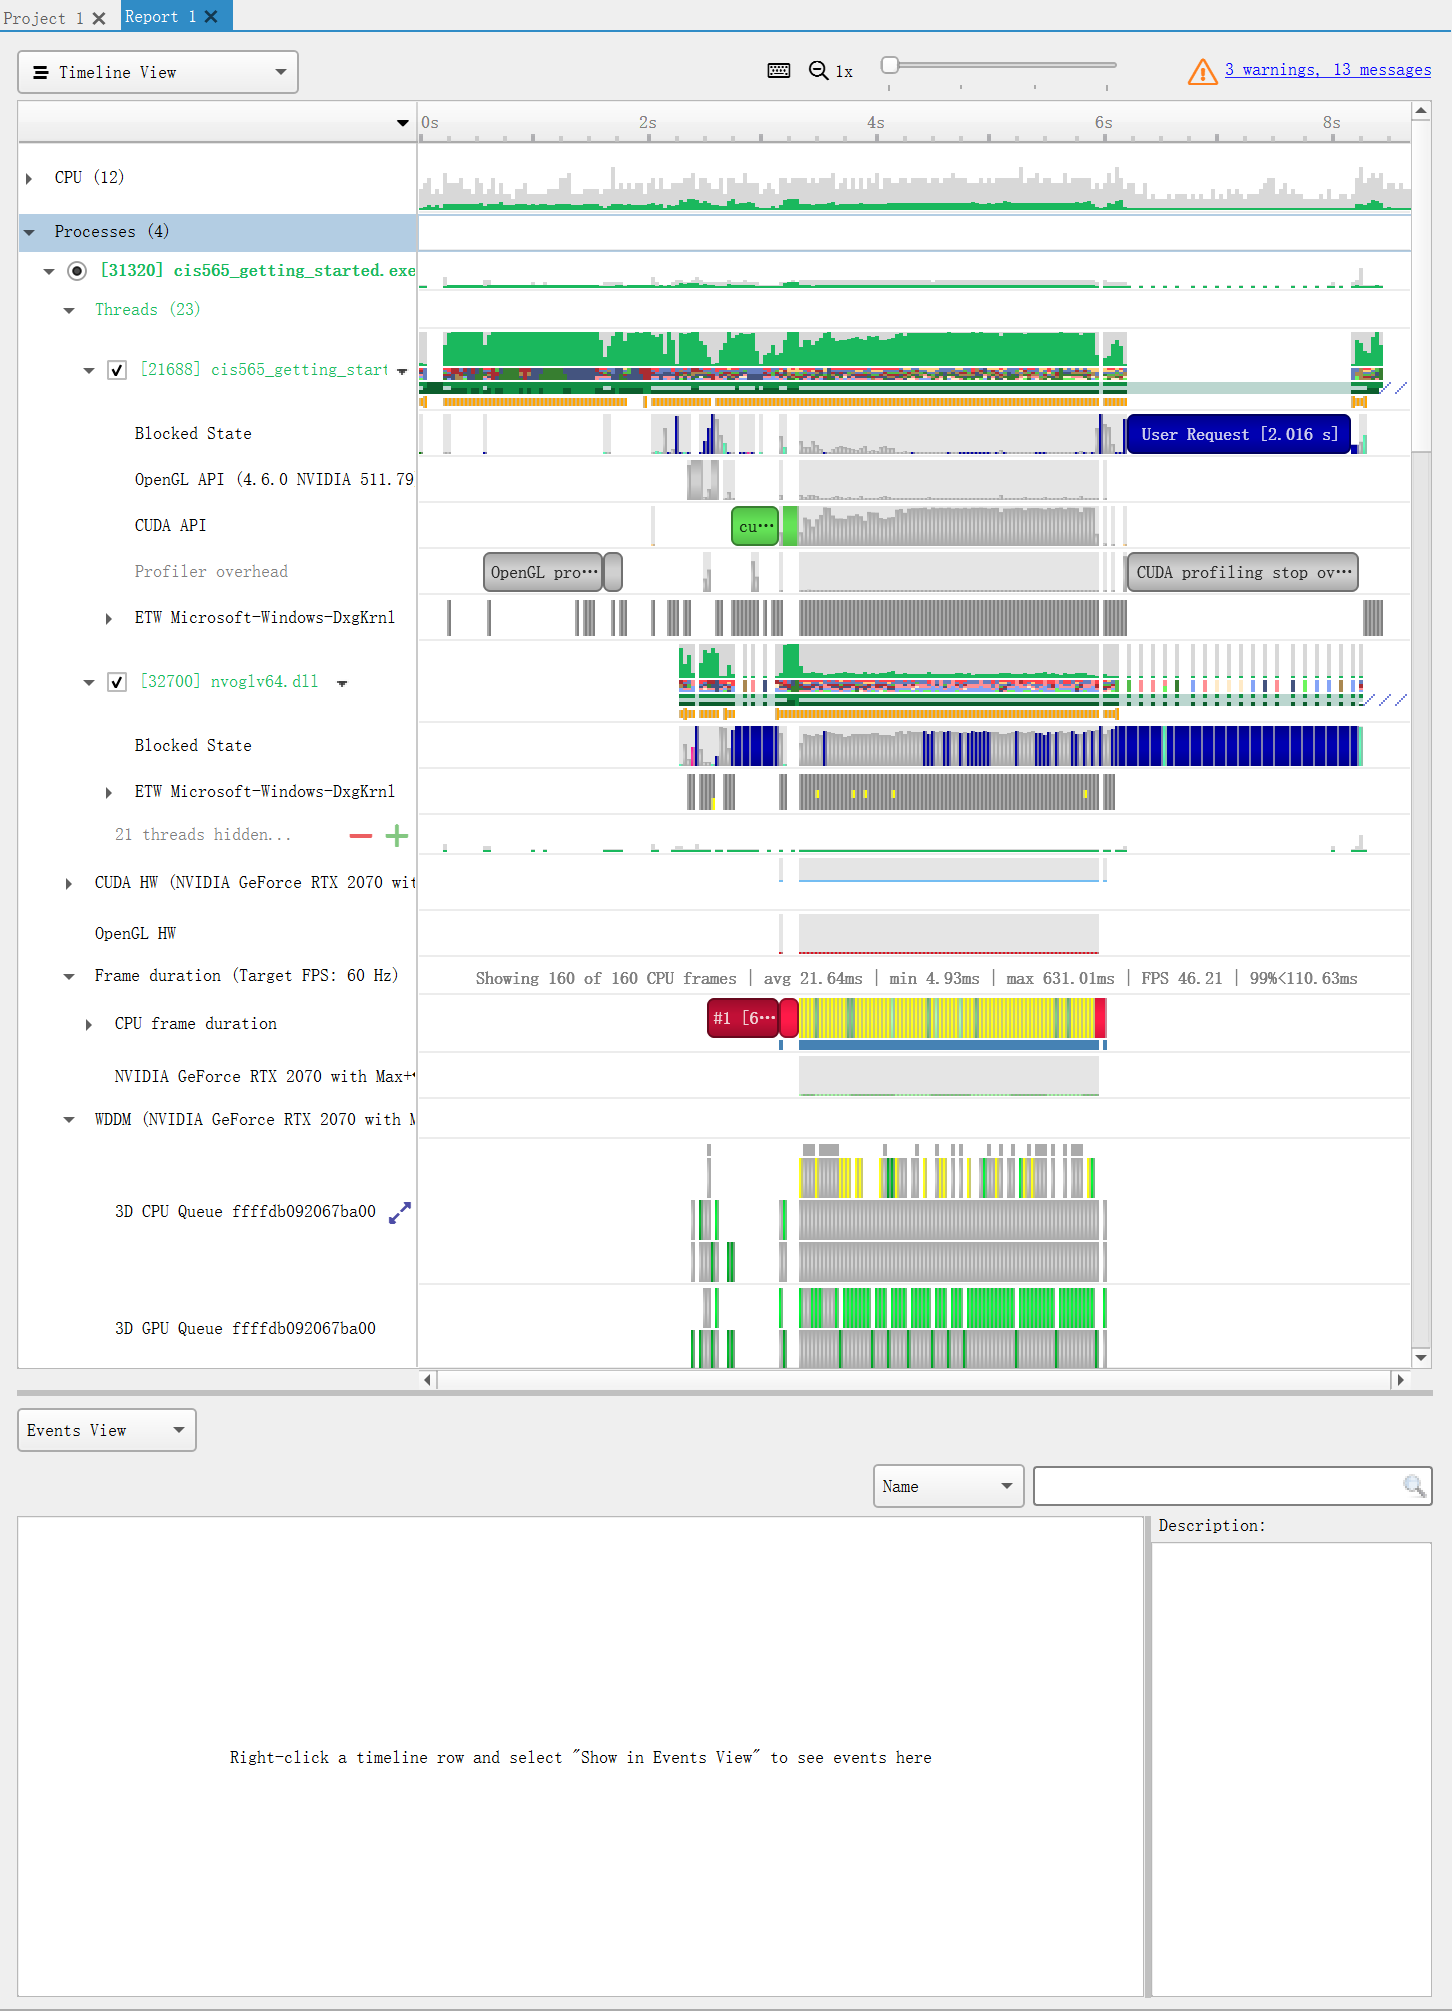 Project 1
Report 1
Timeline View
1x
3 warnings, 13 messages
0s 2s 4s 6s 8s
CPU (12)
Processes (4)
[31320] cis565_getting_started.exe
Threads (23)
[21688] cis565_getting_start
Blocked State
User Request [2.016 s]
OpenGL API (4.6.0 NVIDIA 511.79
CUDA API
cu...
Profiler overhead
OpenGL pro...
CUDA profiling stop ov...
ETW Microsoft-Windows-DxgKrnl
[32700] nvoglv64.dll
Blocked State
ETW Microsoft-Windows-DxgKrnl
21 threads hidden...
CUDA HW (NVIDIA GeForce RTX 2070 wit
OpenGL HW
Frame duration (Target FPS: 60 Hz)
Showing 160 of 160 CPU frames | avg 21.64ms | min 4.93ms | max 631.01ms | FPS 46.21 | 99%<110.63ms
CPU frame duration
#1 [6...
NVIDIA GeForce RTX 2070 with Max
WDDM (NVIDIA GeForce RTX 2070 with M
3D CPU Queue ffffdb092067ba00
3D GPU Queue ffffdb092067ba00
Events View
Name
Description:
Right-click a timeline row and select "Show in Events View" to see events here